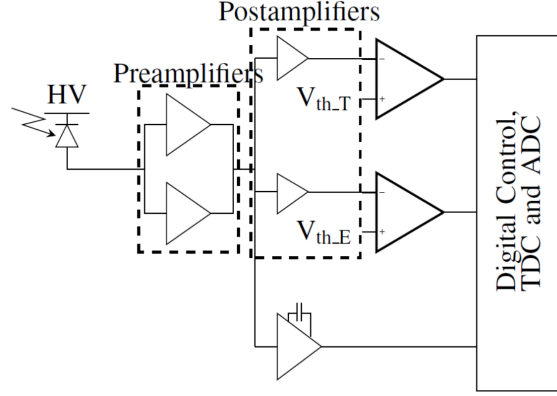 Postamplifiers
Preamplifiers
HV
-
V_th_T
+
-
V_th_E
+
Digital Control,
TDC and ADC